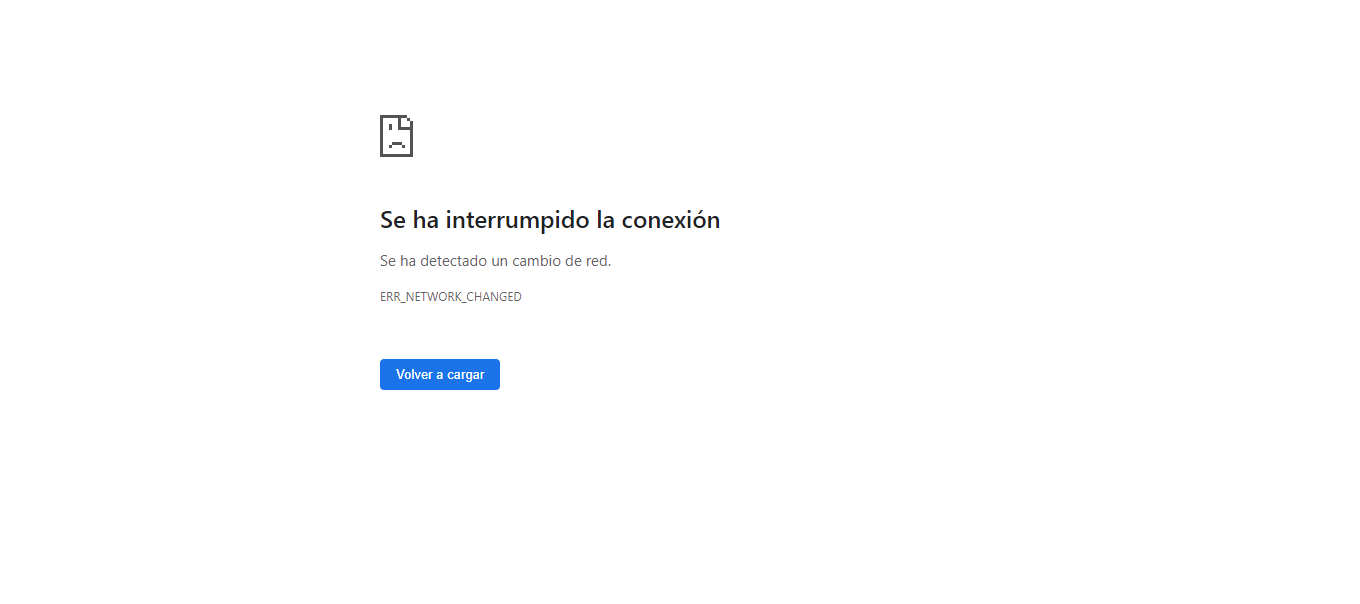 Se ha interrumpido la conexión
Se ha detectado un cambio de red.
ERR_NETWORK_CHANGED
Volver a cargar